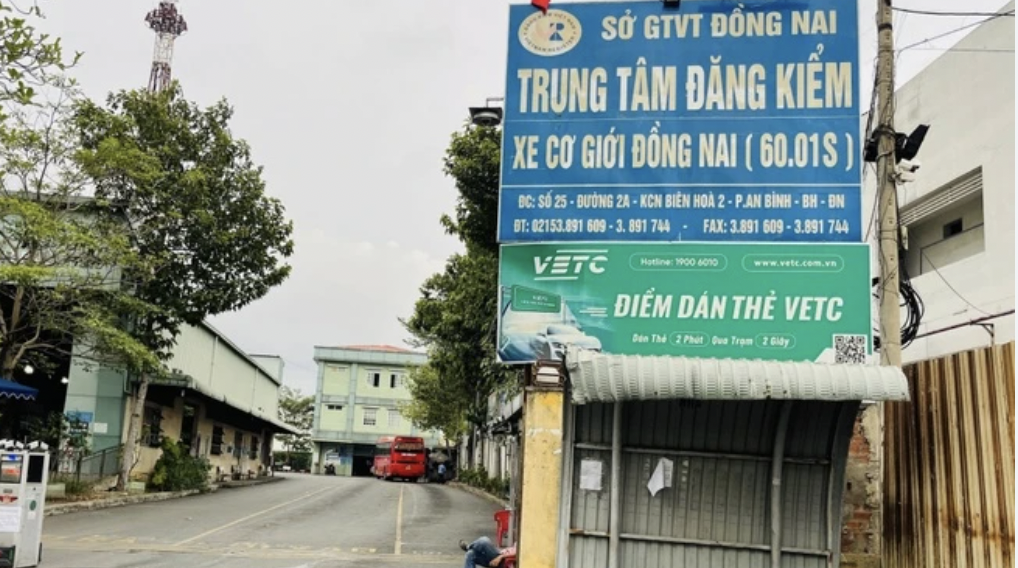 SỞ GTVT ĐỒNG NAI
TRUNG TÂM ĐĂNG KIỂM
XE CƠ GIỚI ĐỒNG NAI ( 60.01S )
ĐC: SỐ 25 - ĐƯỜNG 2A - KCN BIÊN HOÀ 2 - P.AN BÌNH - BH - ĐN
ĐT: 02153.891 609 - 3. 891 744 - FAX: 3.891 609 - 3.891 744
VETC Hotline: 1900 6010 www.vetc.com.vn
VETC
ĐIỂM DÁN THẺ VETC
Dán Thẻ 2 Phút Qua Trạm 2 Giây